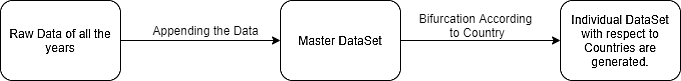 Raw Data of all the
years
Appending the Data
Master DataSet
Bifurcation According
to Country
Individual DataSet
with respect to
Countries are
generated.